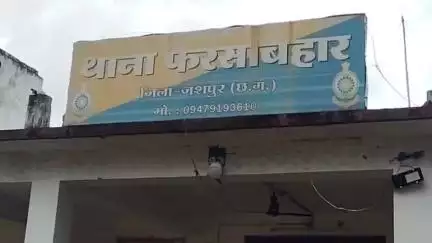 थाना फरसाबहार
जिला-जशपुर (छ.ग.)
मो. : 09479193610